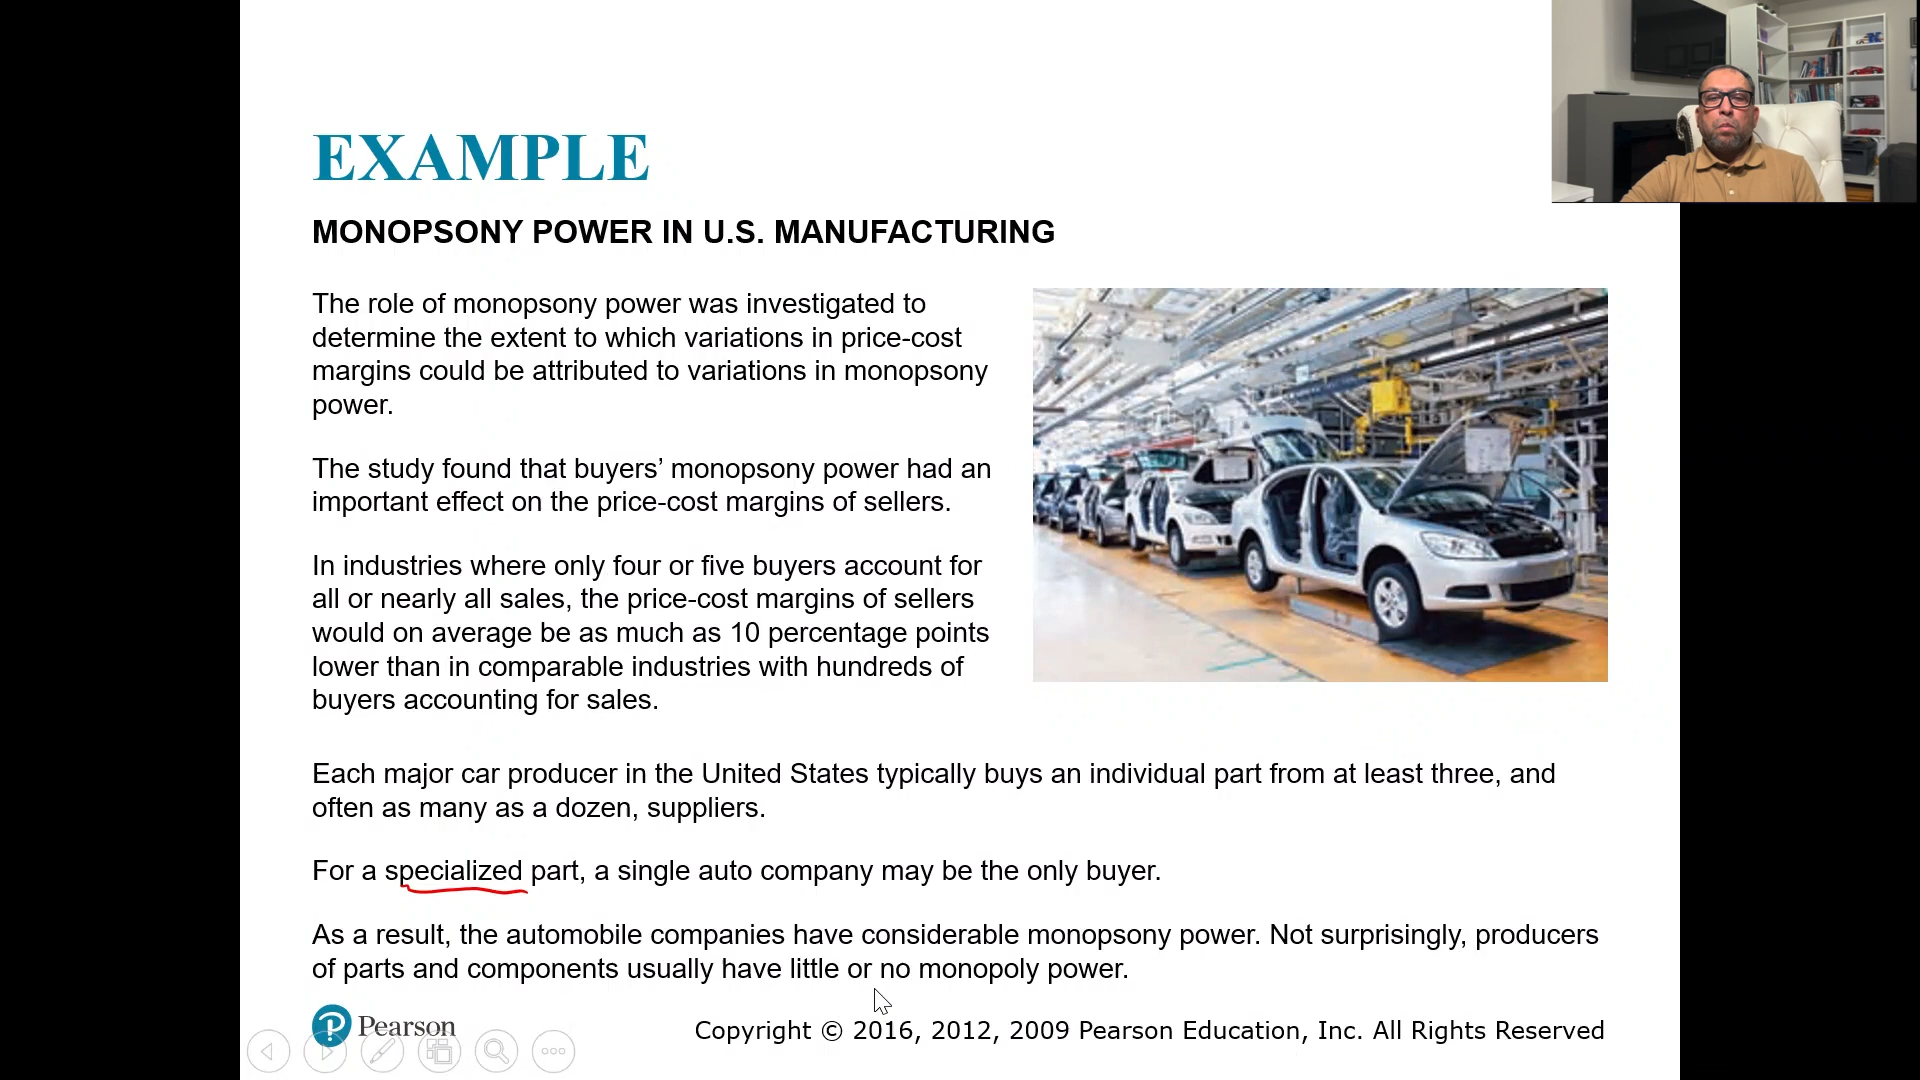 EXAMPLE
MONOPSONY POWER IN U.S. MANUFACTURING
The role of monopsony power was investigated to
determine the extent to which variations in price-cost
margins could be attributed to variations in monopsony
power.
The study found that buyers’ monopsony power had an
important effect on the price-cost margins of sellers.
In industries where only four or five buyers account for
all or nearly all sales, the price-cost margins of sellers
would on average be as much as 10 percentage points
lower than in comparable industries with hundreds of
buyers accounting for sales.
Each major car producer in the United States typically buys an individual part from at least three, and
often as many as a dozen, suppliers.
For a specialized part, a single auto company may be the only buyer.
As a result, the automobile companies have considerable monopsony power. Not surprisingly, producers
of parts and components usually have little or no monopoly power.
Pearson
Copyright © 2016, 2012, 2009 Pearson Education, Inc. All Rights Reserved